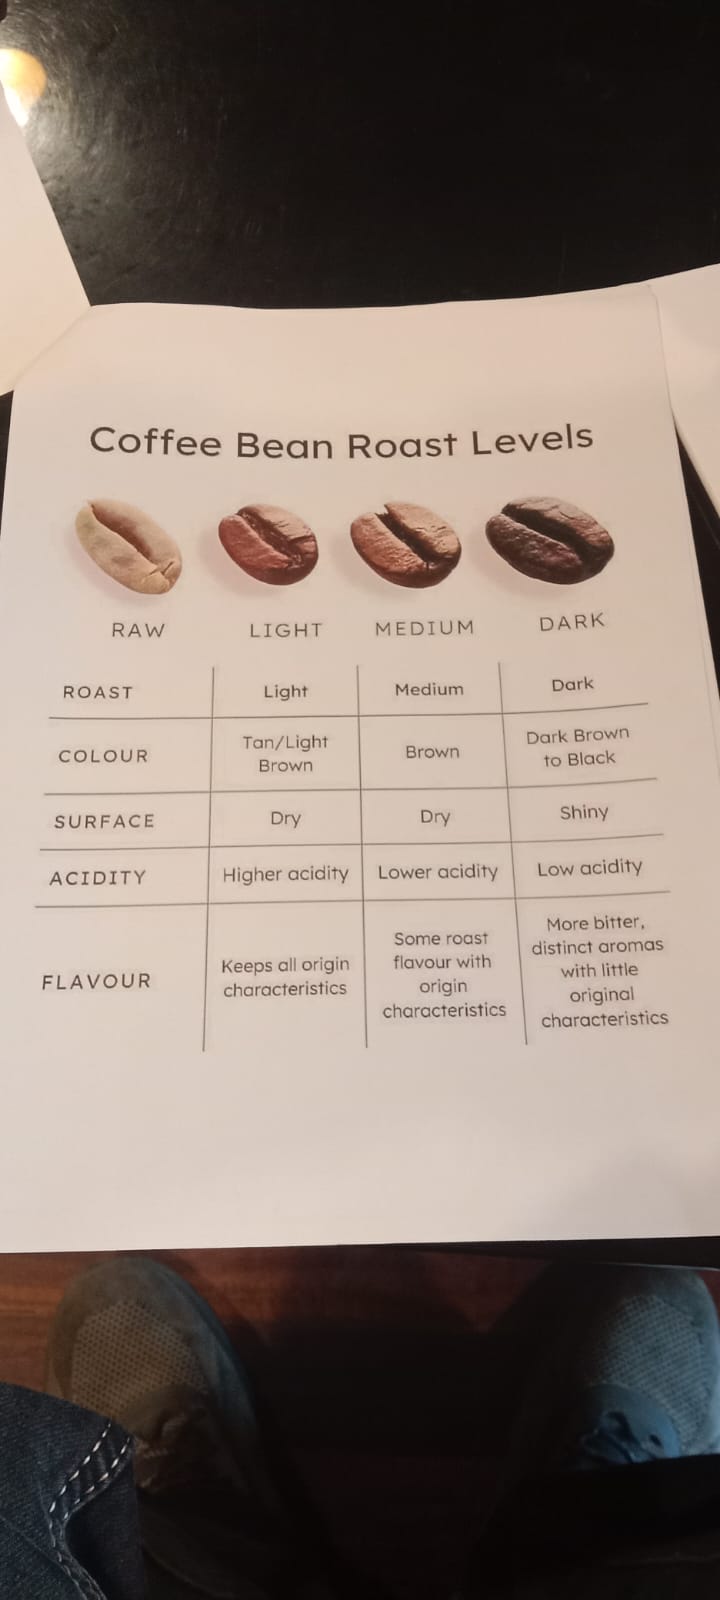 Coffee Bean Roast Levels
RAW LIGHT MEDIUM DARK
ROAST Light Medium Dark
COLOUR Tan/Light Brown Brown Dark Brown to Black
SURFACE Dry Dry Shiny
ACIDITY Higher acidity Lower acidity Low acidity
FLAVOUR Keeps all origin characteristics Some roast flavour with origin characteristics More bitter, distinct aromas with little original characteristics